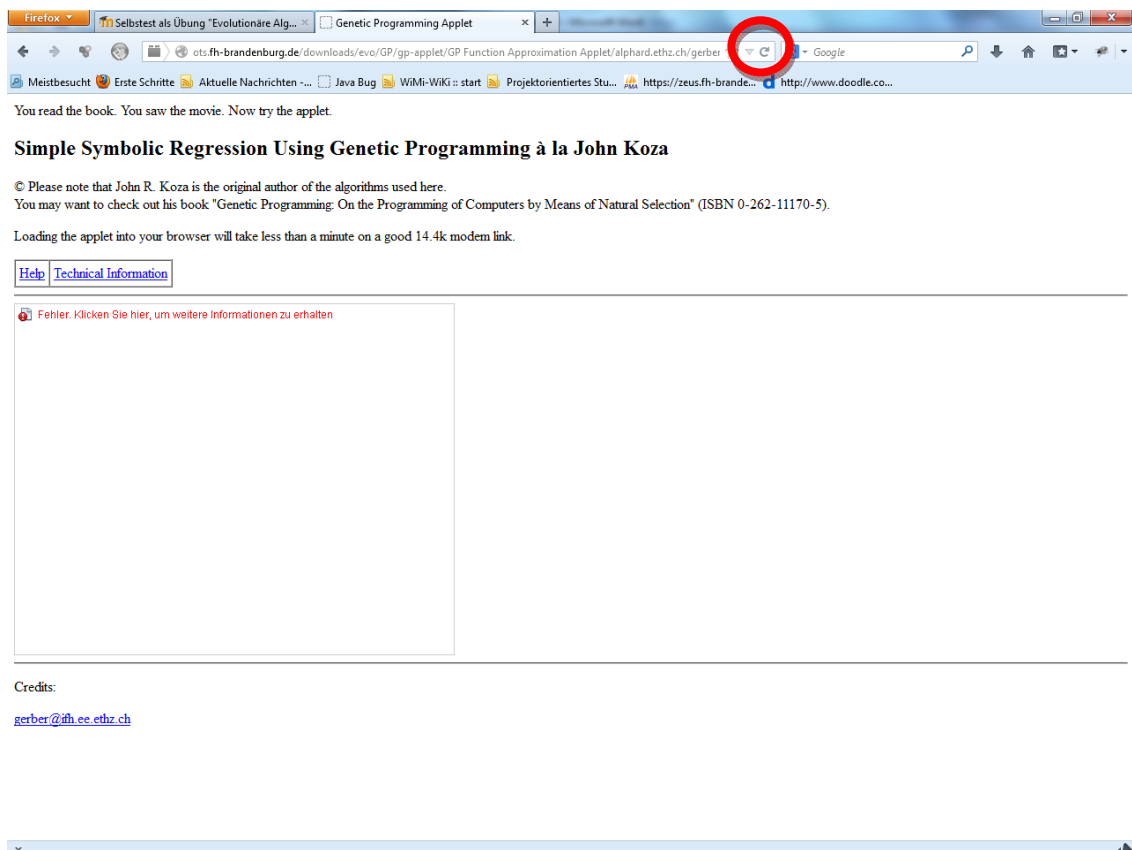 Firefox
Selbstest als Übung "Evolutionäre Alg...
Genetic Programming Applet
ots.fh-brandenburg.de/downloads/evo/GP/gp-applet/GP Function Approximation Applet/alphard.ethz.ch/gerber
Google
Meistbesucht Erste Schritte Aktuelle Nachrichten -... Java Bug WiMi-WiKi :: start Projektorientiertes Stu... https://zeus.fh-brande... http://www.doodle.co...
You read the book. You saw the movie. Now try the applet.
Simple Symbolic Regression Using Genetic Programming à la John Koza
© Please note that John R. Koza is the original author of the algorithms used here.
You may want to check out his book "Genetic Programming: On the Programming of Computers by Means of Natural Selection" (ISBN 0-262-11170-5).
Loading the applet into your browser will take less than a minute on a good 14.4k modem link.
Help Technical Information
Fehler. Klicken Sie hier, um weitere Informationen zu erhalten
Credits:
gerber@ifh.ee.ethz.ch